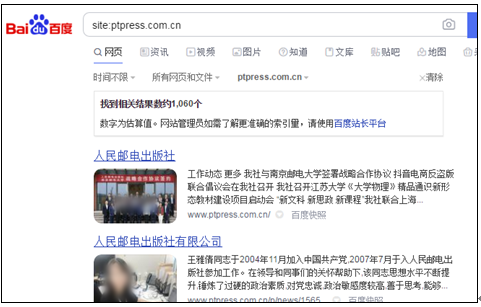 Bai百度 site:ptpress.com.cn
网页 资讯 视频 图片 知道 文库 贴吧 地图
时间不限 所有网页和文件 ptpress.com.cn 清除
找到相关结果数约1,060个
数字为估算值。网站管理员如需了解更准确的索引量，请使用百度站长平台
人民邮电出版社
工作动态 更多 我社与南京邮电大学签署战略合作协议 抖音电商反盗版
联合倡议会在我社召开 我社召开江苏大学《大学物理》精品通识新形
态教材建设项目启动会 "新文科 新思政 新课程"我社联合上海...
www.ptpress.com.cn/ 百度快照
人民邮电出版社有限公司
王雅倩同志于2004年11月加入中国共产党,2007年7月于入人民邮电出
版社参加工作。在领导和同事们的关怀帮助下,该同志思想水平不断提
升,锤炼了过硬的政治素质,对党忠诚,政治敏感度较高,善于思考,能够...
www.ptpress.com.cn/p/news/1565... 百度快照